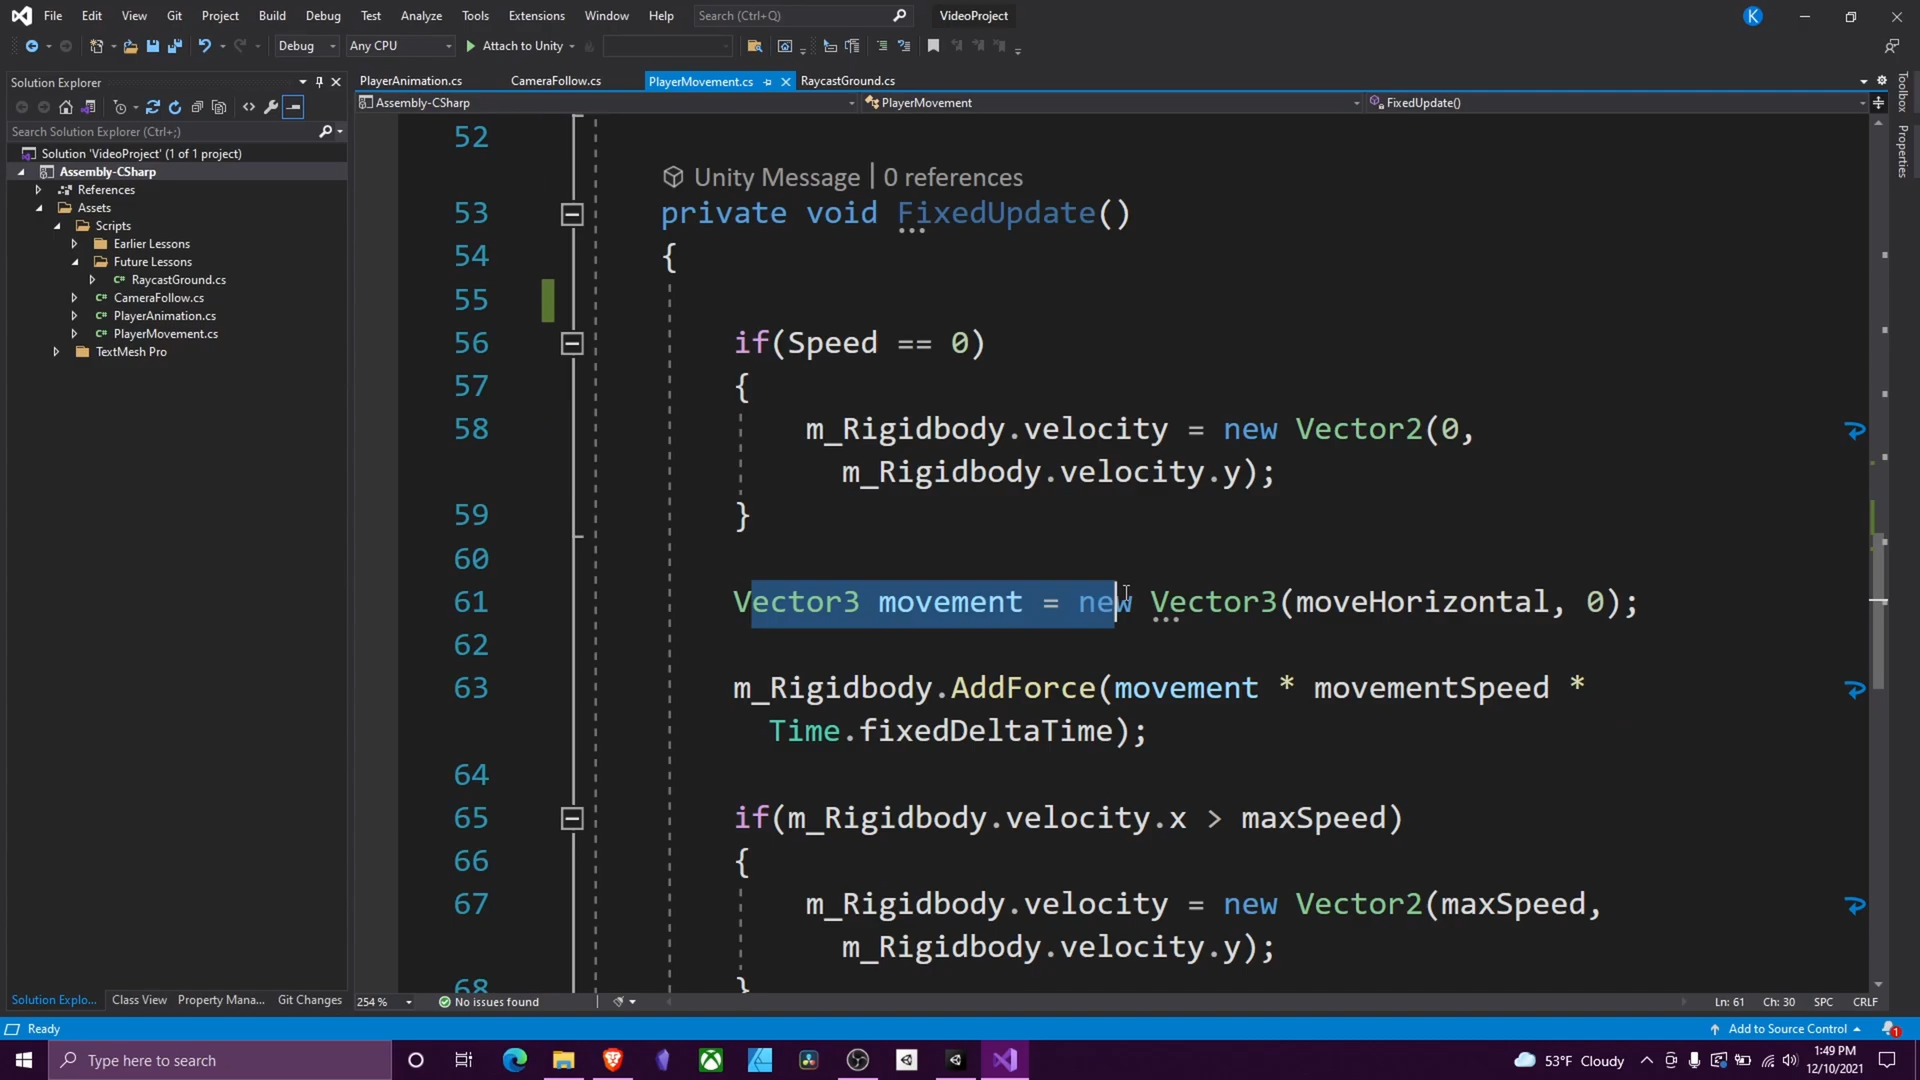 File Edit View Git Project Build Debug Test Analyze Tools Extensions Window Help Search (Ctrl+Q) VideoProject K
Debug Any CPU Attach to Unity
Solution Explorer
Search Solution Explorer (Ctrl+;)
Solution 'VideoProject' (1 of 1 project)
Assembly-CSharp
References
Assets
Scripts
Earlier Lessons
Future Lessons
C# RaycastGround.cs
C# CameraFollow.cs
C# PlayerAnimation.cs
C# PlayerMovement.cs
TextMesh Pro
Solution Explo... Class View Property Mana... Git Changes
PlayerAnimation.cs CameraFollow.cs PlayerMovement.cs RaycastGround.cs
Assembly-CSharp PlayerMovement FixedUpdate()
52
Unity Message | 0 references
53 private void FixedUpdate()
54 {
55
56 if(Speed == 0)
57 {
58 m_Rigidbody.velocity = new Vector2(0,
m_Rigidbody.velocity.y);
59 }
60
61 Vector3 movement = new Vector3(moveHorizontal, 0);
62
63 m_Rigidbody.AddForce(movement * movementSpeed *
Time.fixedDeltaTime);
64
65 if(m_Rigidbody.velocity.x > maxSpeed)
66 {
67 m_Rigidbody.velocity = new Vector2(maxSpeed,
m_Rigidbody.velocity.y);
68 }
254 % No issues found Ln: 61 Ch: 30 SPC CRLF
Toolbox
Properties
Ready Add to Source Control 1
Type here to search 53°F Cloudy 1:49 PM
12/10/2021